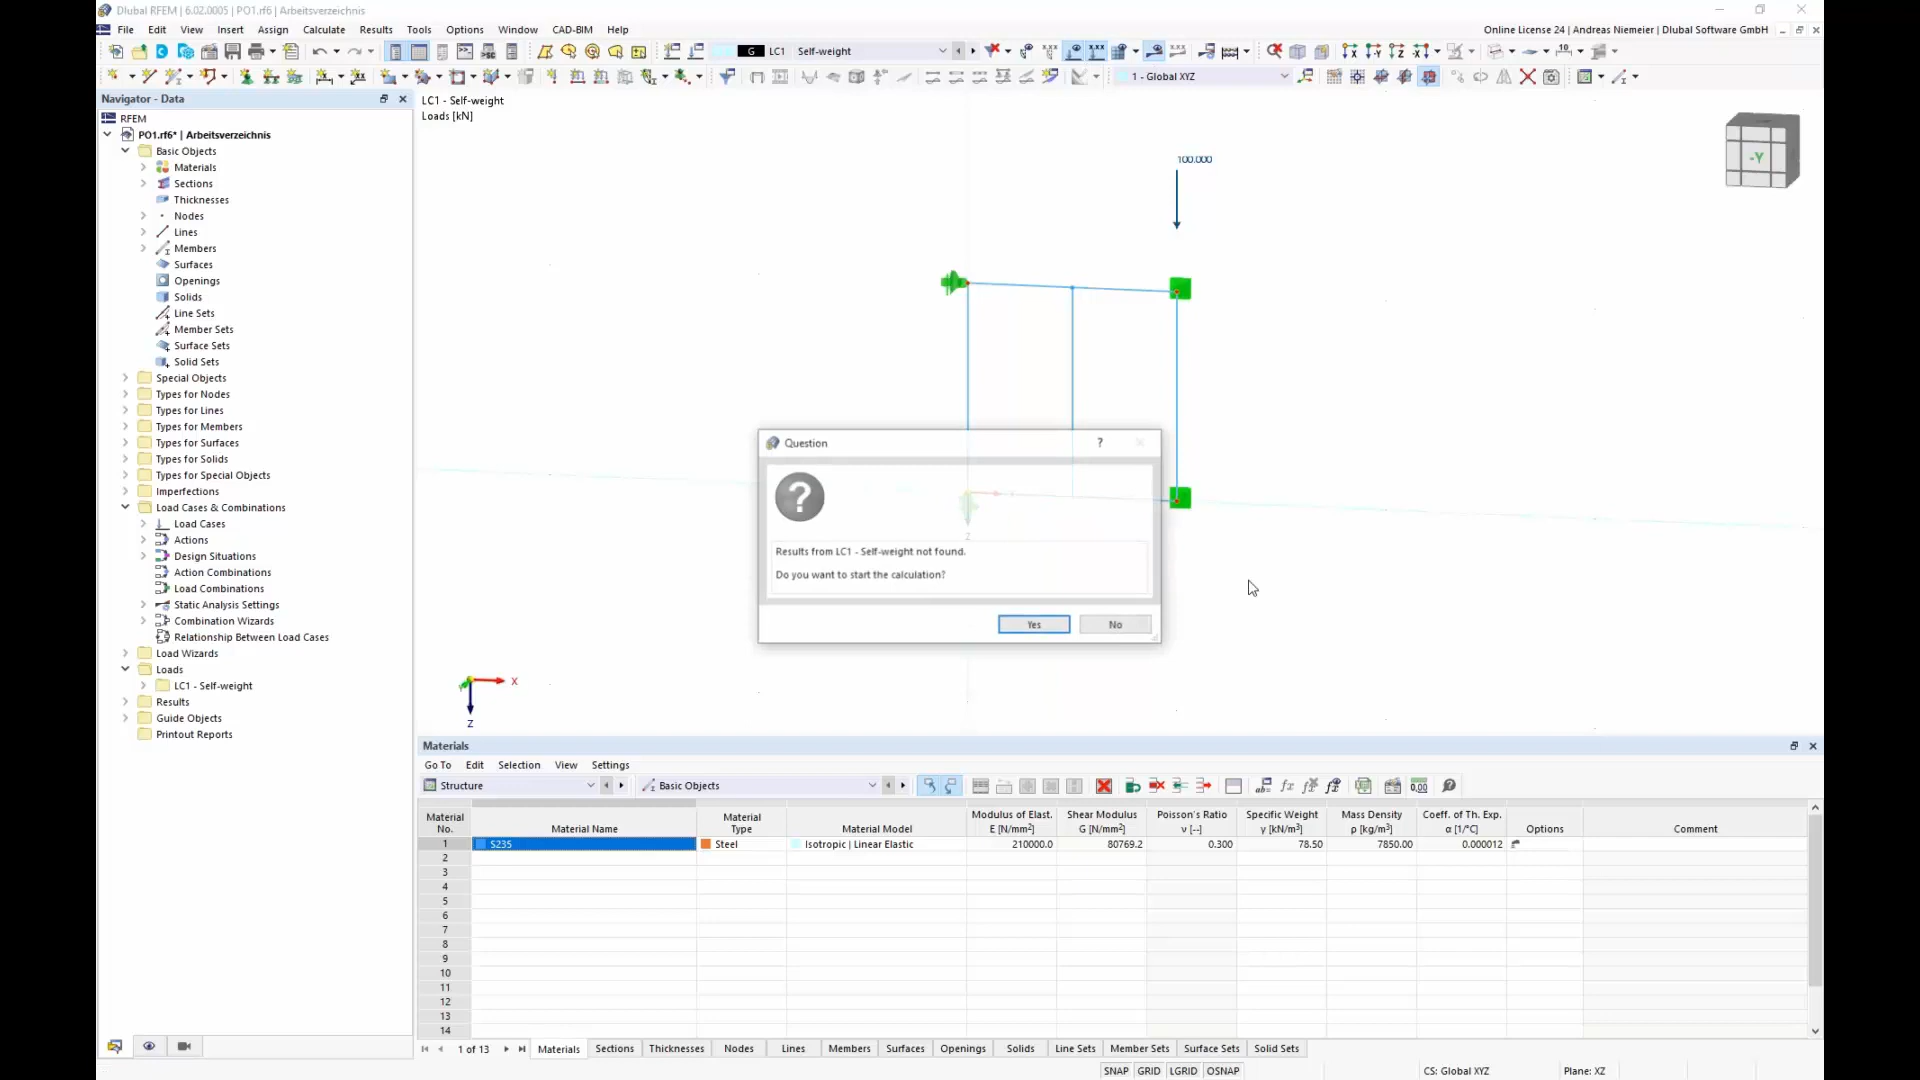 Dlubal RFEM | 6.02.0005 | PO1.rf6 | Arbeitsverzeichnis
File Edit View Insert Assign Calculate Results Tools Options Window CAD-BIM Help
Online License 24 | Andreas Niemeier | Dlubal Software GmbH
G LC1 Self-weight
1 - Global XYZ
Navigator - Data
RFEM
PO1.rf6* | Arbeitsverzeichnis
Basic Objects
Materials
Sections
Thicknesses
Nodes
Lines
Members
Surfaces
Openings
Solids
Line Sets
Member Sets
Surface Sets
Solid Sets
Special Objects
Types for Nodes
Types for Lines
Types for Members
Types for Surfaces
Types for Solids
Types for Special Objects
Imperfections
Load Cases & Combinations
Load Cases
Actions
Design Situations
Action Combinations
Load Combinations
Static Analysis Settings
Combination Wizards
Relationship Between Load Cases
Load Wizards
Loads
LC1 - Self-weight
Results
Guide Objects
Printout Reports
LC1 - Self-weight
Loads [kN]
100.000
-Y
Question
?
Results from LC1 - Self-weight not found.
Do you want to start the calculation?
Yes No
Z
X
Z
Materials
Go To Edit Selection View Settings
Structure
Basic Objects
Material No. Material Name Material Type Material Model Modulus of Elast. E [N/mm²] Shear Modulus G [N/mm²] Poisson's Ratio ν [--] Specific Weight γ [kN/m³] Mass Density ρ [kg/m³] Coeff. of Th. Exp. α [1/°C] Options Comment
1 S235 Steel Isotropic | Linear Elastic 210000.0 80769.2 0.300 78.50 7850.00 0.000012
2
3
4
5
6
7
8
9
10
11
12
13
14
1 of 13 Materials Sections Thicknesses Nodes Lines Members Surfaces Openings Solids Line Sets Member Sets Surface Sets Solid Sets
SNAP GRID LGRID OSNAP CS: Global XYZ Plane: XZ